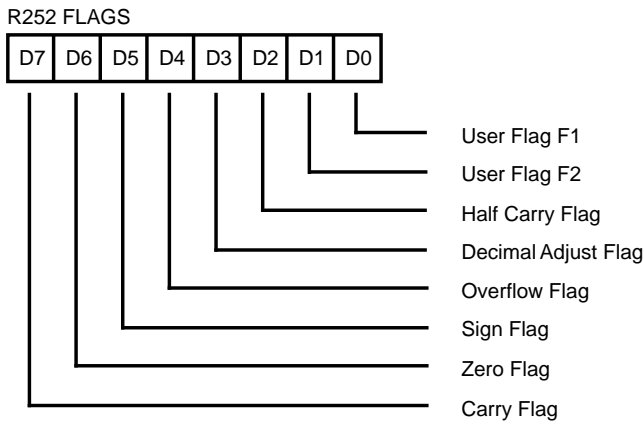 R252 FLAGS
D7 D6 D5 D4 D3 D2 D1 D0
User Flag F1
User Flag F2
Half Carry Flag
Decimal Adjust Flag
Overflow Flag
Sign Flag
Zero Flag
Carry Flag